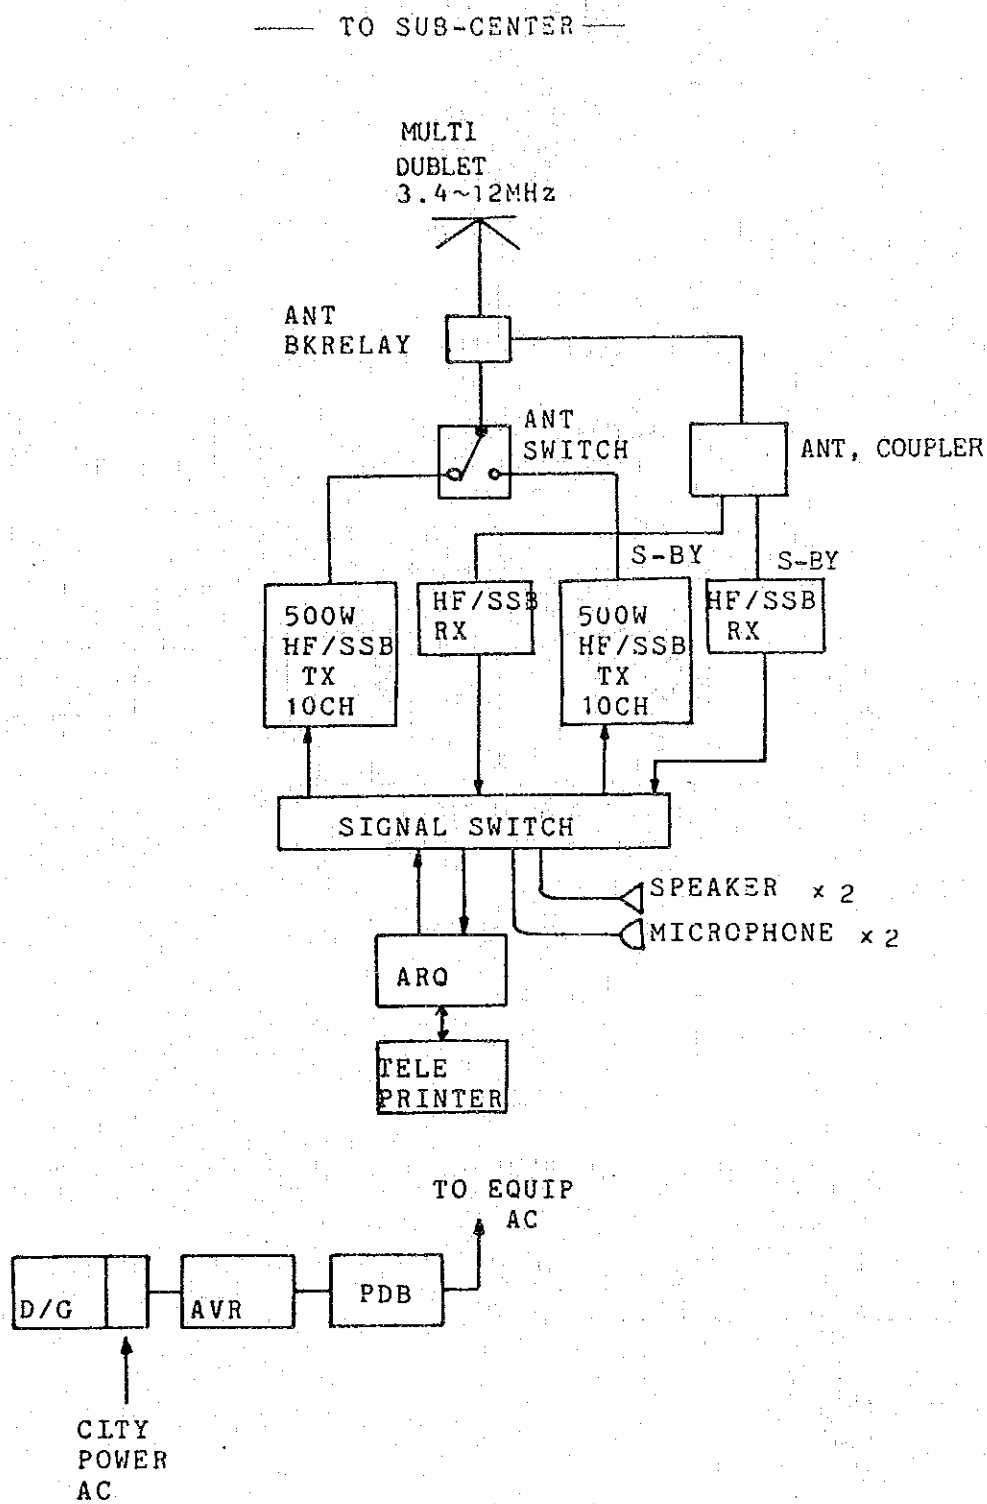 TO SUB-CENTER
MULTI
DUBLET
3.4~12MHz
ANT
BKRELAY
ANT
SWITCH
ANT, COUPLER
S-BY
S-BY
500W
HF/SSB
TX
10CH
HF/SSB
RX
500W
HF/SSB
TX
10CH
HF/SSB
RX
SIGNAL SWITCH
SPEAKER x 2
MICROPHONE x 2
ARQ
TELE
PRINTER
TO EQUIP
AC
D/G
AVR
PDB
CITY
POWER
AC